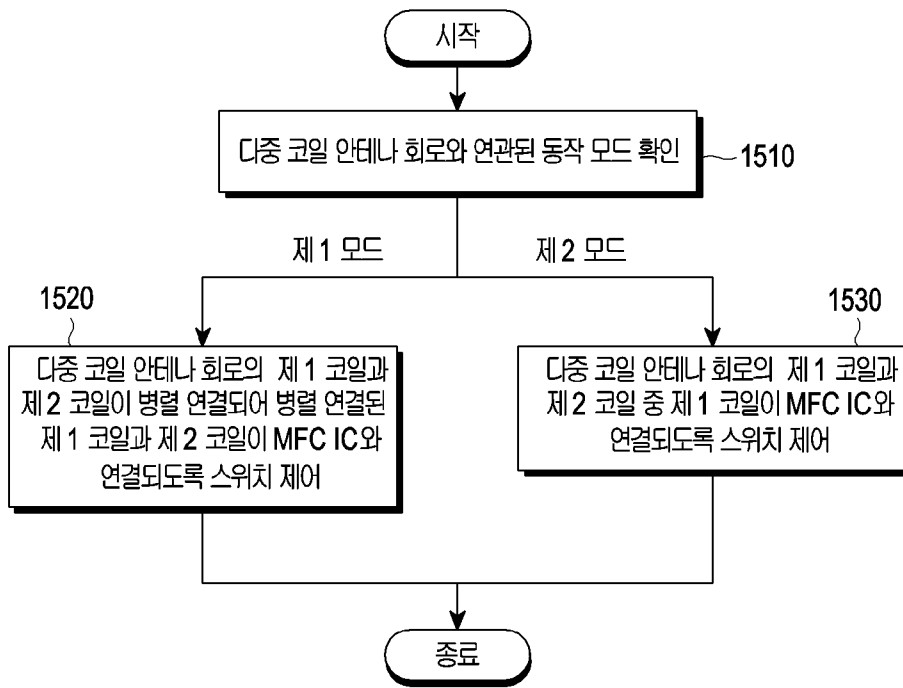 시작
다중 코일 안테나 회로와 연관된 동작 모드 확인
1510
제1 모드
제2 모드
1520
다중 코일 안테나 회로의 제1 코일과
제2 코일이 병렬 연결되어 병렬 연결된
제1 코일과 제2 코일이 MFC IC와
연결되도록 스위치 제어
1530
다중 코일 안테나 회로의 제1 코일과
제2 코일 중 제1 코일이 MFC IC와
연결되도록 스위치 제어
종료